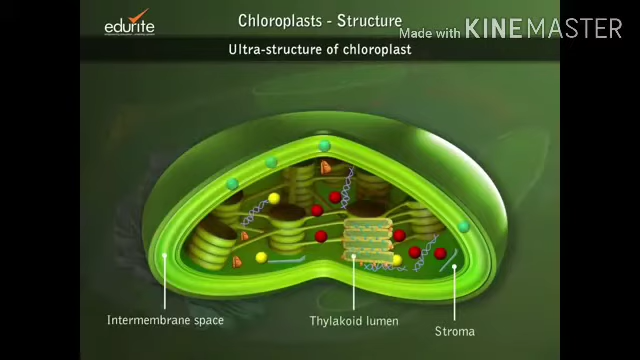 edurite
Chloroplasts - Structure
Made with KINEMASTER
Ultra-structure of chloroplast
Intermembrane space
Thylakoid lumen
Stroma